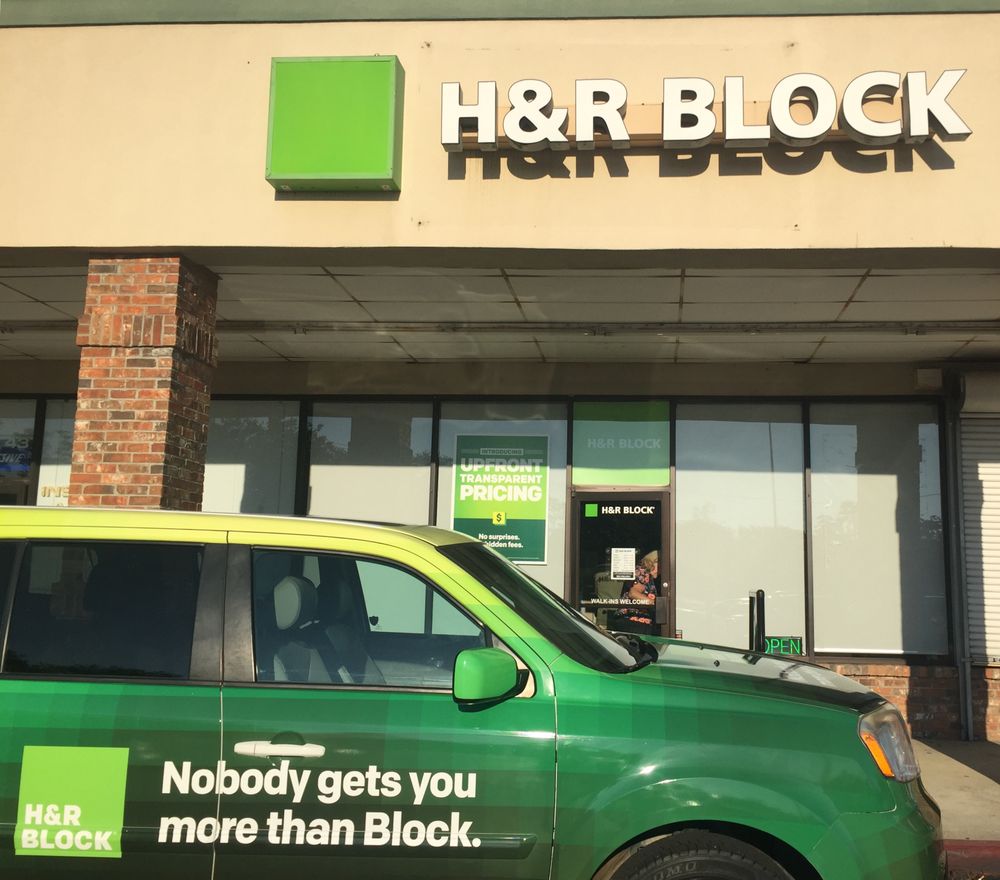 H&R BLOCK
H&R BLOCK
INTRODUCING
UPFRONT
TRANSPARENT
PRICING
$
No surprises.
hidden fees.
H&R BLOCK
WALK-INS WELCOME
OPEN
H&R
BLOCK
Nobody gets you
more than Block.